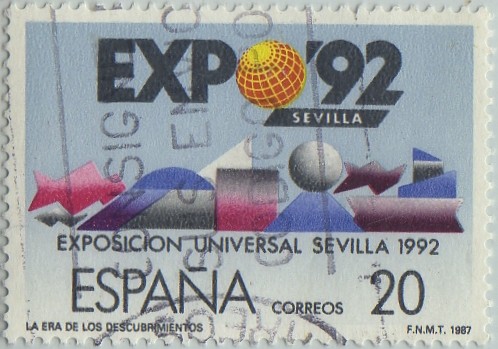 EXPO'92
SEVILLA
EXPOSICION UNIVERSAL SEVILLA 1992
ESPAÑA CORREOS 20
LA ERA DE LOS DESCUBRIMIENTOS F.N.M.T. 1987